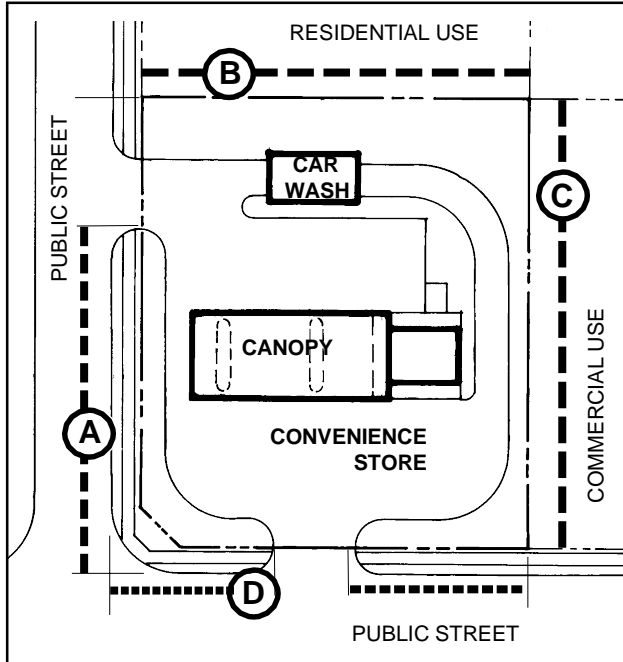 RESIDENTIAL USE
B
PUBLIC STREET
CAR
WASH
C
CANOPY
A
CONVENIENCE
STORE
COMMERCIAL USE
D
PUBLIC STREET